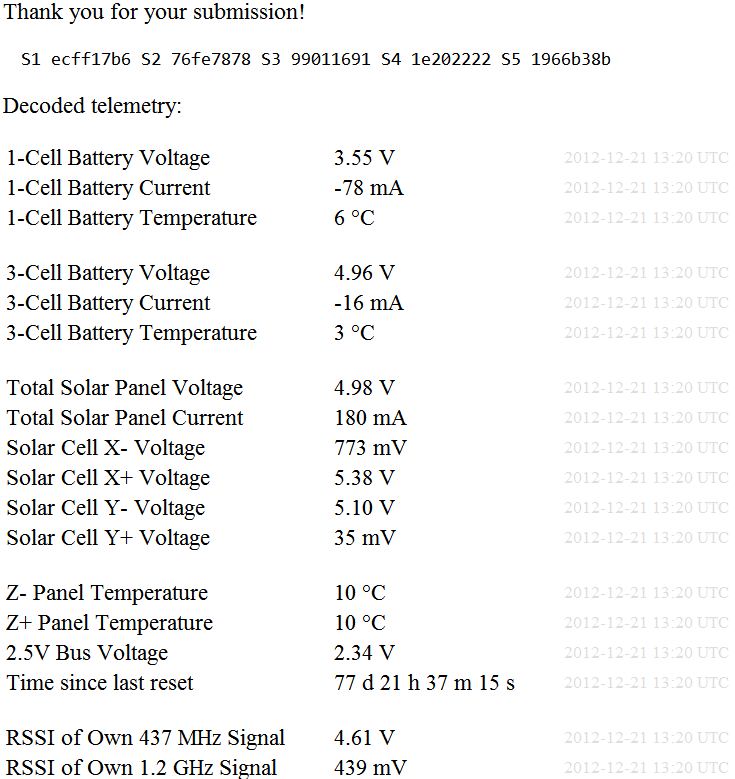 Thank you for your submission!
S1 ecff17b6 S2 76fe7878 S3 99011691 S4 1e202222 S5 1966b38b
Decoded telemetry:
1-Cell Battery Voltage 3.55 V 2012-12-21 13:20 UTC
1-Cell Battery Current -78 mA 2012-12-21 13:20 UTC
1-Cell Battery Temperature 6 °C 2012-12-21 13:20 UTC
3-Cell Battery Voltage 4.96 V 2012-12-21 13:20 UTC
3-Cell Battery Current -16 mA 2012-12-21 13:20 UTC
3-Cell Battery Temperature 3 °C 2012-12-21 13:20 UTC
Total Solar Panel Voltage 4.98 V 2012-12-21 13:20 UTC
Total Solar Panel Current 180 mA 2012-12-21 13:20 UTC
Solar Cell X- Voltage 773 mV 2012-12-21 13:20 UTC
Solar Cell X+ Voltage 5.38 V 2012-12-21 13:20 UTC
Solar Cell Y- Voltage 5.10 V 2012-12-21 13:20 UTC
Solar Cell Y+ Voltage 35 mV 2012-12-21 13:20 UTC
Z- Panel Temperature 10 °C 2012-12-21 13:20 UTC
Z+ Panel Temperature 10 °C 2012-12-21 13:20 UTC
2.5V Bus Voltage 2.34 V 2012-12-21 13:20 UTC
Time since last reset 77 d 21 h 37 m 15 s 2012-12-21 13:20 UTC
RSSI of Own 437 MHz Signal 4.61 V 2012-12-21 13:20 UTC
RSSI of Own 1.2 GHz Signal 439 mV 2012-12-21 13:20 UTC